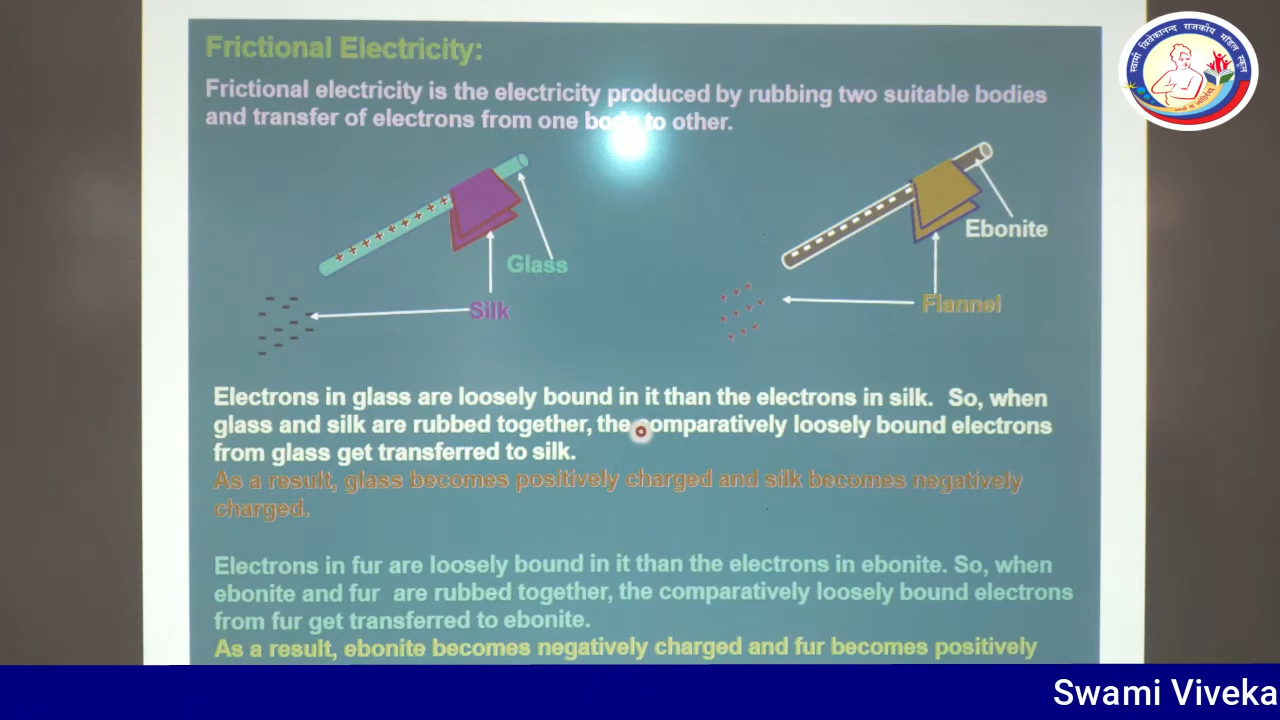 Frictional Electricity:
Frictional electricity is the electricity produced by rubbing two suitable bodies
and transfer of electrons from one body to other.
Ebonite
Glass
Silk
Flannel
Electrons in glass are loosely bound in it than the electrons in silk. So, when
glass and silk are rubbed together, the comparatively loosely bound electrons
from glass get transferred to silk.
As a result, glass becomes positively charged and silk becomes negatively
charged.
Electrons in fur are loosely bound in it than the electrons in ebonite. So, when
ebonite and fur are rubbed together, the comparatively loosely bound electrons
from fur get transferred to ebonite.
As a result, ebonite becomes negatively charged and fur becomes positively
स्वामी विवेकानन्द राजकीय मॉडल स्कूल
Swami Viveka